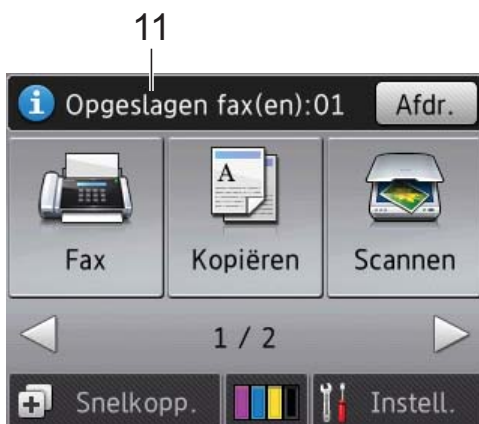 11
Opgeslagen fax(en):01 Afdr.
A
Fax Kopiëren Scannen
1 / 2
Snelkopp. Instell.